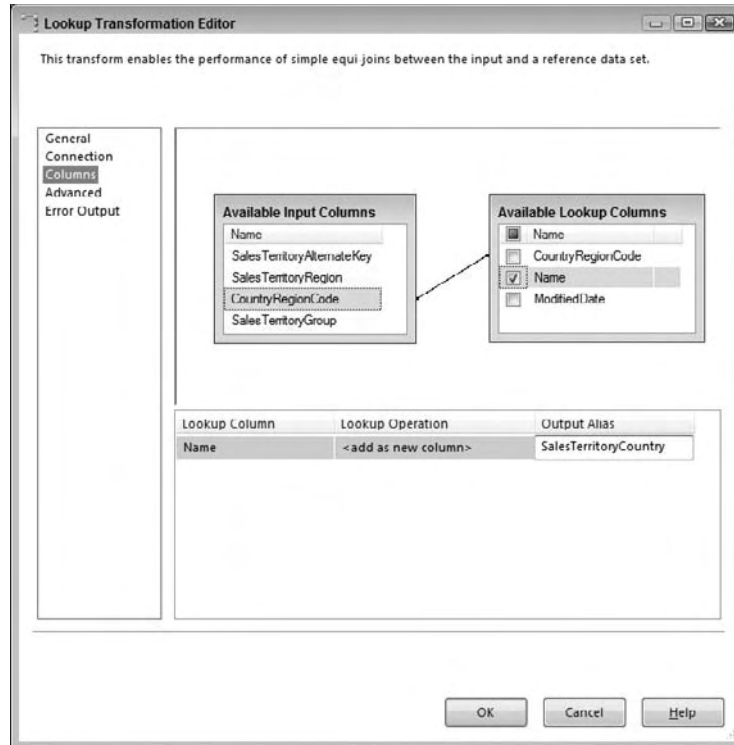 Lookup Transformation Editor
This transform enables the performance of simple equi joins between the input and a reference data set.
General
Connection
Columns
Advanced
Error Output
Available Input Columns
Name
SalesTerritoryAlternateKey
SalesTerritoryRegion
CountryRegionCode
SalesTerritoryGroup
Available Lookup Columns
Name
CountryRegionCode
Name
ModifiedDate
Lookup Column Lookup Operation Output Alias
Name <add as new column> SalesTerritoryCountry
OK Cancel Help